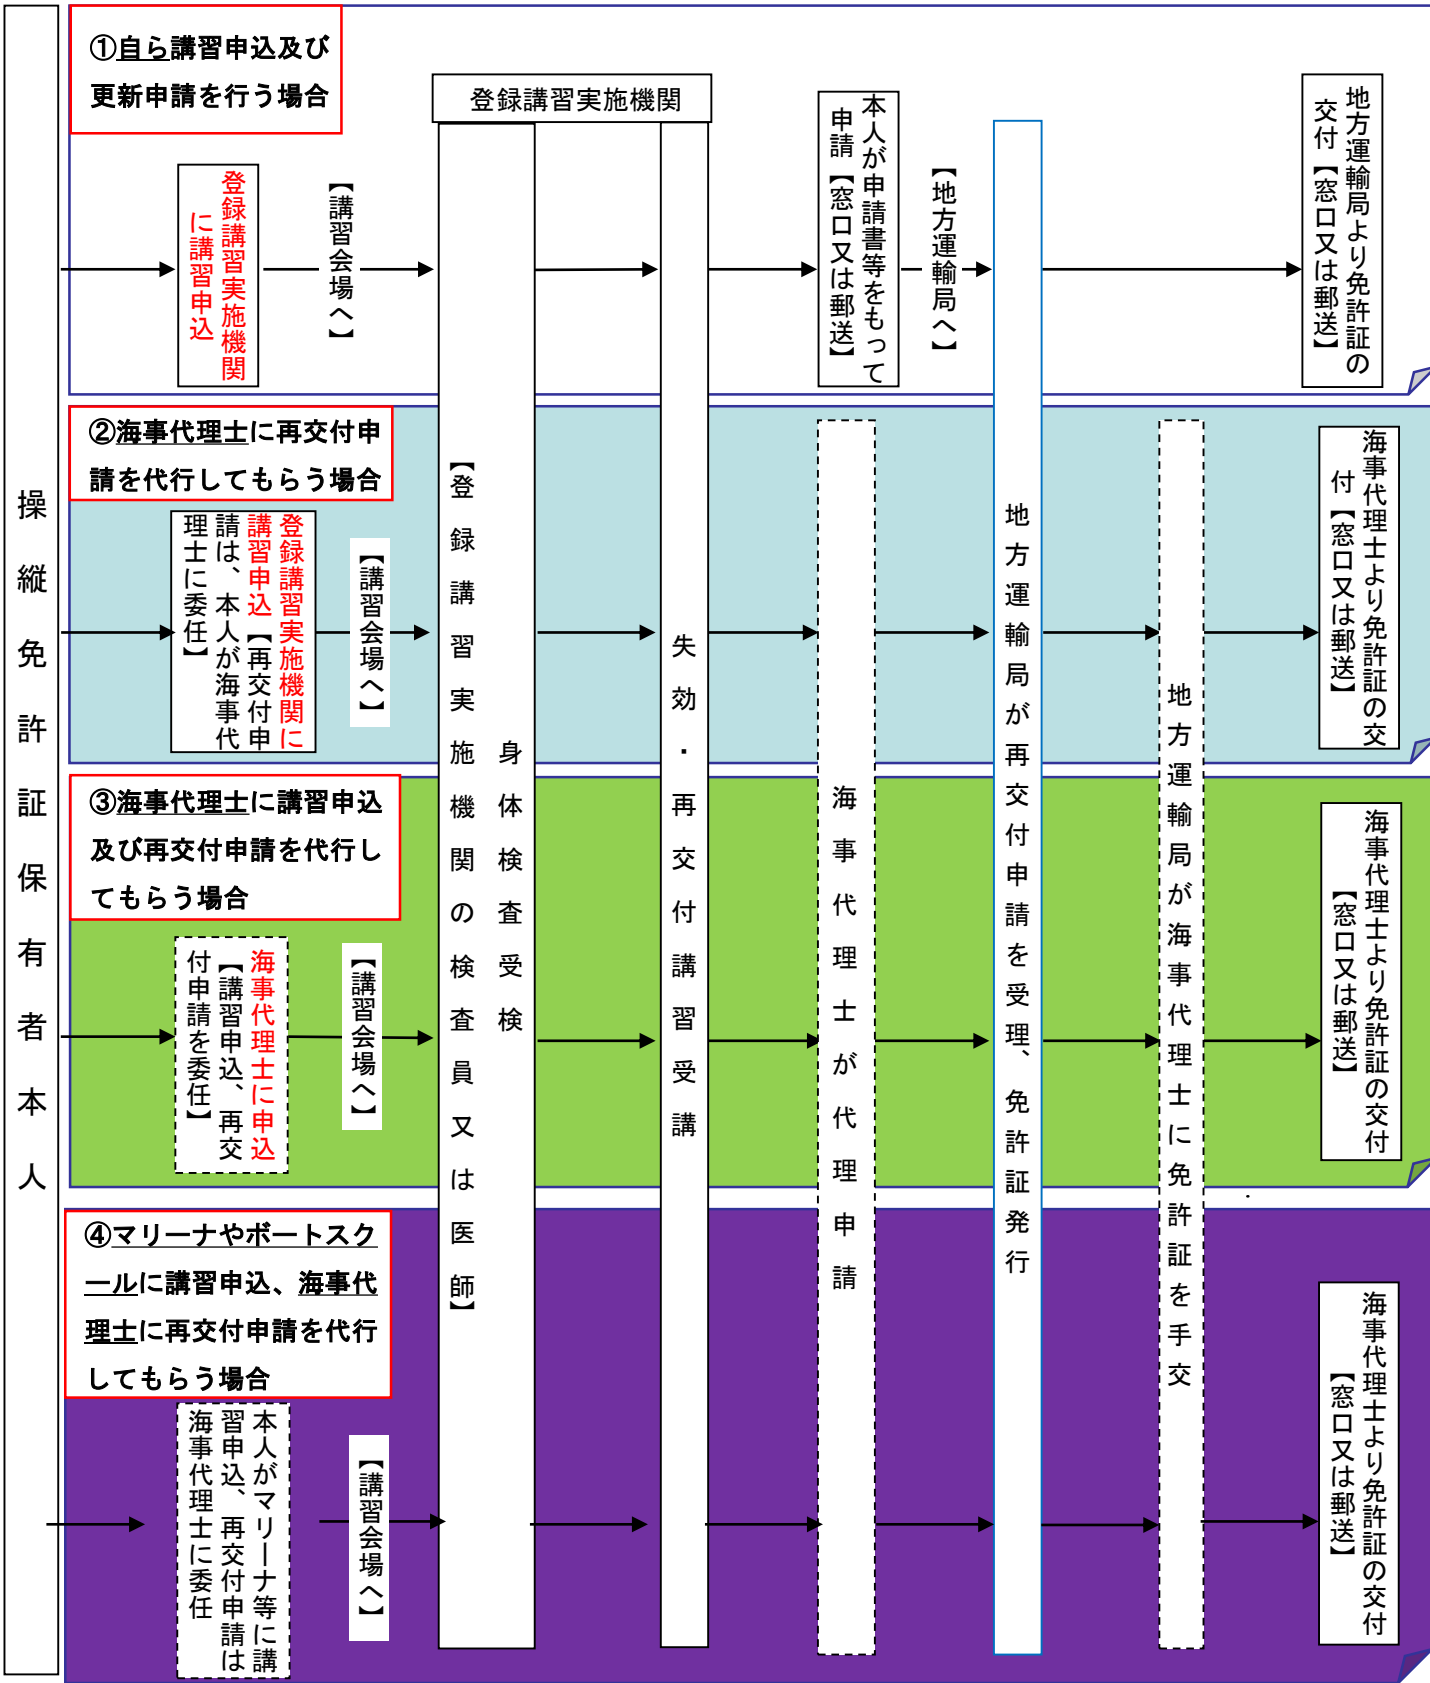 操縦免許証保有者本人
①自ら講習申込及び
更新申請を行う場合
登録講習実施機関
登録講習実施機関
に講習申込
【講習会場へ】
本人が申請書等をもって
申請【窓口又は郵送】
【地方運輸局へ】
地方運輸局より免許証の
交付【窓口又は郵送】
②海事代理士に再交付申
請を代行してもらう場合
登録講習実施機関に
講習申込【再交付申
請は、本人が海事代
理士に委任】
【講習会場へ】
海事代理士より免許証の交
付【窓口又は郵送】
身体検査受検
【登録講習実施機関の検査員又は医師】
失効・再交付講習受講
海事代理士が代理申請
地方運輸局が再交付申請を受理、免許証発行
地方運輸局が海事代理士に免許証を手交
③海事代理士に講習申込
及び再交付申請を代行し
てもらう場合
海事代理士に申込
【講習申込、再交
付申請を委任】
【講習会場へ】
海事代理士より免許証の交付
【窓口又は郵送】
④マリーナやボートスク
ールに講習申込、海事代
理士に再交付申請を代行
してもらう場合
本人がマリーナ等に講
習申込、再交付申請は
海事代理士に委任
【講習会場へ】
海事代理士より免許証の交付
【窓口又は郵送】